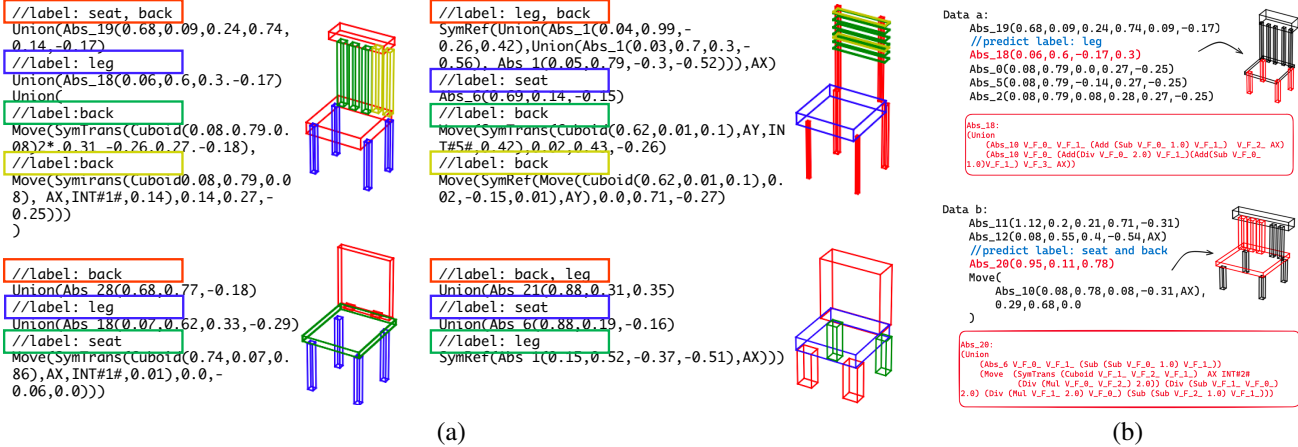 //label: seat, back
Union(Abs_19(0.68,0.09,0.24,0.74,
0.14,-0.17)
//label: leg
Union(Abs_18(0.06,0.6,0.3.-0.17)
Union(
//label:back
Move(SymTrans(Cuboid(0.08,0.79,0.
08)2*,0.31 -0.26,0.27.-0.18),
//label:back
Move(Symtrans(Cuboid(0.08,0.79,0.0
8), AX,INT#1#,0.14),0.14,0.27,-
0.25)))
)
//label: leg, back
SymRef(Union(Abs_1(0.04,0.99,-
0.26,0.42),Union(Abs_1(0.03,0.7,0.3,-
0.56), Abs_1(0.05,0.79,-0.3,-0.52))),AX)
//label: seat
Abs_6(0.69,0.14,-0.15)
//label: back
Move(SymTrans(Cuboid(0.62,0.01,0.1),AY,IN
T#5#,0.42),0.02,0.43,-0.26)
//label: back
Move(SymRef(Move(Cuboid(0.62,0.01,0.1),0.
02,-0.15,0.01),AY),0.0,0.71,-0.27)
//label: back
Union(Abs_28(0.68,0.77,-0.18)
//label: leg
Union(Abs_18(0.07,0.62,0.33,-0.29)
//label: seat
Move(SymTrans(Cuboid(0.74,0.07,0.
86),AX,INT#1#,0.01),0.0,-
0.06,0.0)))
//label: back, leg
Union(Abs_21(0.88,0.31,0.35)
//label: seat
Union(Abs_6(0.88,0.19,-0.16)
//label: leg
SymRef(Abs_1(0.15,0.52,-0.37,-0.51),AX)))
(a)
Data a:
Abs_19(0.68,0.09,0.24,0.74,0.09,-0.17)
//predict label: leg
Abs_18(0.06,0.6,-0.17,0.3)
Abs_0(0.08,0.79,0.0,0.27,-0.25)
Abs_5(0.08,0.79,-0.14,0.27,-0.25)
Abs_2(0.08,0.79,0.08,0.28,0.27,-0.25)
Abs_18:
(Union
(Abs_10 V_F_0_ V_F_1_ (Add (Sub V_F_0_ 1.0) V_F_1_) V_F_2_ AX)
(Abs_10 V_F_0_ (Add(Div V_F_0_ 2.0) V_F_1_)(Add(Sub V_F_0_
1.0)V_F_1_) V_F_3_ AX))
Data b:
Abs_11(1.12,0.2,0.21,0.71,-0.31)
Abs_12(0.08,0.55,0.4,-0.54,AX)
//predict label: seat and back
Abs_20(0.95,0.11,0.78)
Move(
Abs_10(0.08,0.78,0.08,-0.31,AX),
0.29,0.68,0.0
)
Abs_20:
(Union
(Abs_6 V_F_0_ V_F_1_ (Sub (Sub V_F_0_ 1.0) V_F_1_))
(Move (SymTrans (Cuboid V_F_1_ V_F_2_ V_F_1_) AX INT#2#
(Div (Mul V_F_0_ V_F_2_) 2.0)) (Div (Sub V_F_1_ V_F_0_)
2.0) (Div (Mul V_F_1_ 2.0) V_F_0_) (Sub (Sub V_F_2_ 1.0) V_F_1_)))
(b)